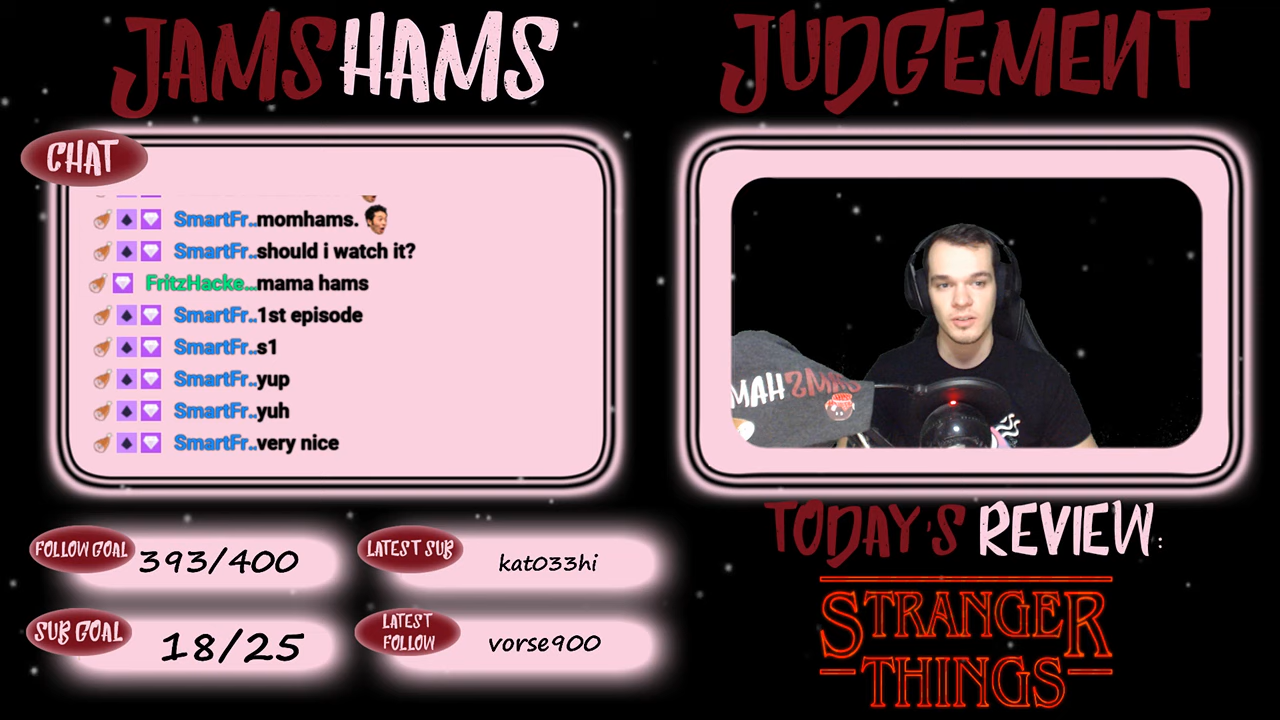 JAMSHAMS
JUDGEMENT
CHAT
SmartFr..momhams.
SmartFr..should i watch it?
FritzHacke...mama hams
SmartFr..1st episode
SmartFr..s1
SmartFr..yup
SmartFr..yuh
SmartFr..very nice
MAHSMAS
FOLLOW GOAL
393/400
LATEST SUB
kat033hi
SUB GOAL
18/25
LATEST
FOLLOW
vorse900
TODAY'S REVIEW:
STRANGER
THINGS